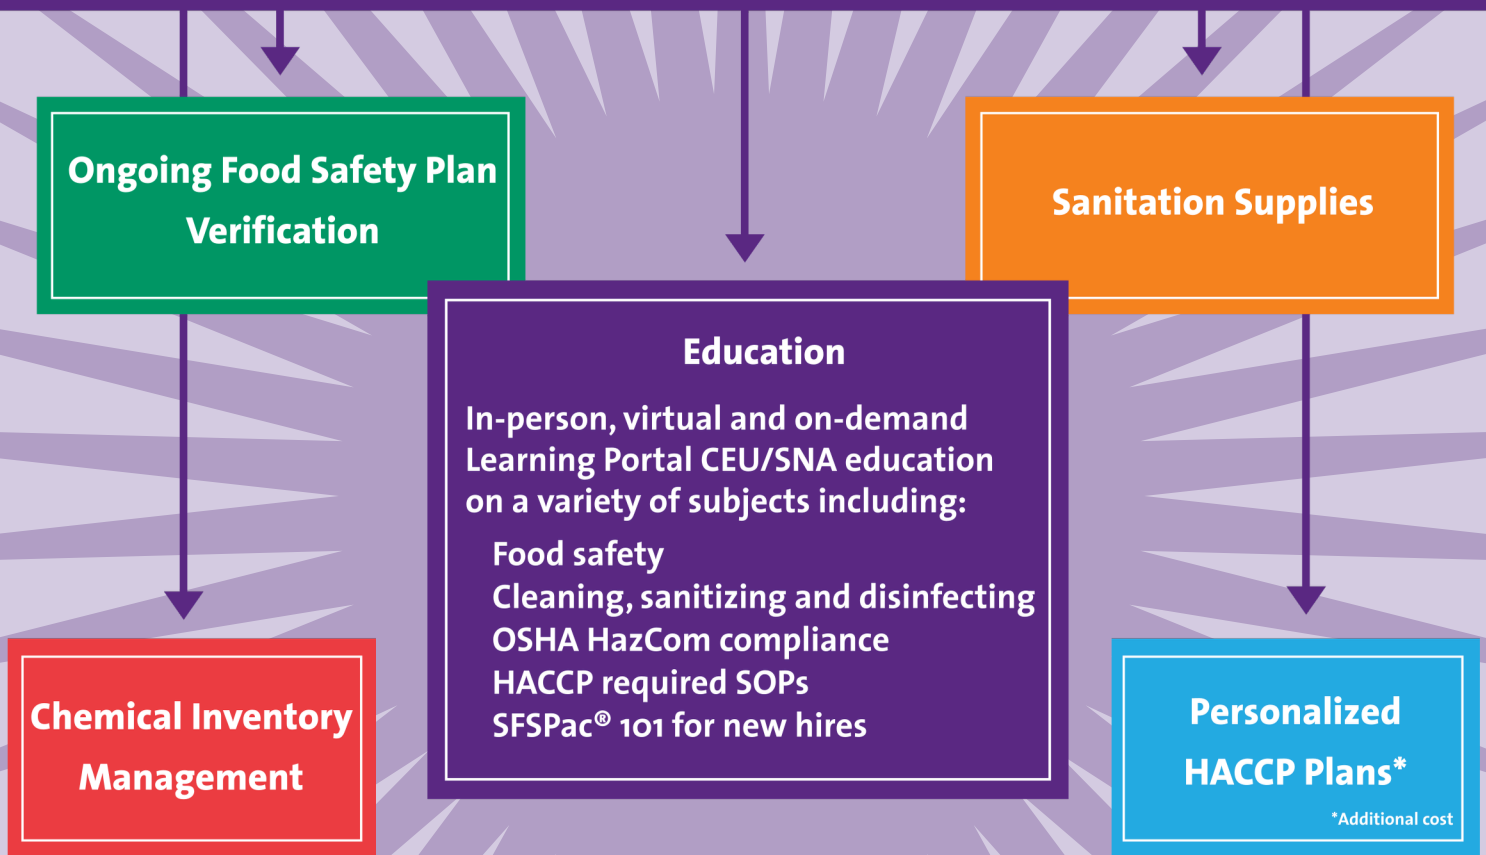 Ongoing Food Safety Plan
Verification
Sanitation Supplies
Education
In-person, virtual and on-demand
Learning Portal CEU/SNA education
on a variety of subjects including:
Food safety
Cleaning, sanitizing and disinfecting
OSHA HazCom compliance
HACCP required SOPs
SFSPac® 101 for new hires
Chemical Inventory
Management
Personalized
HACCP Plans*
*Additional cost